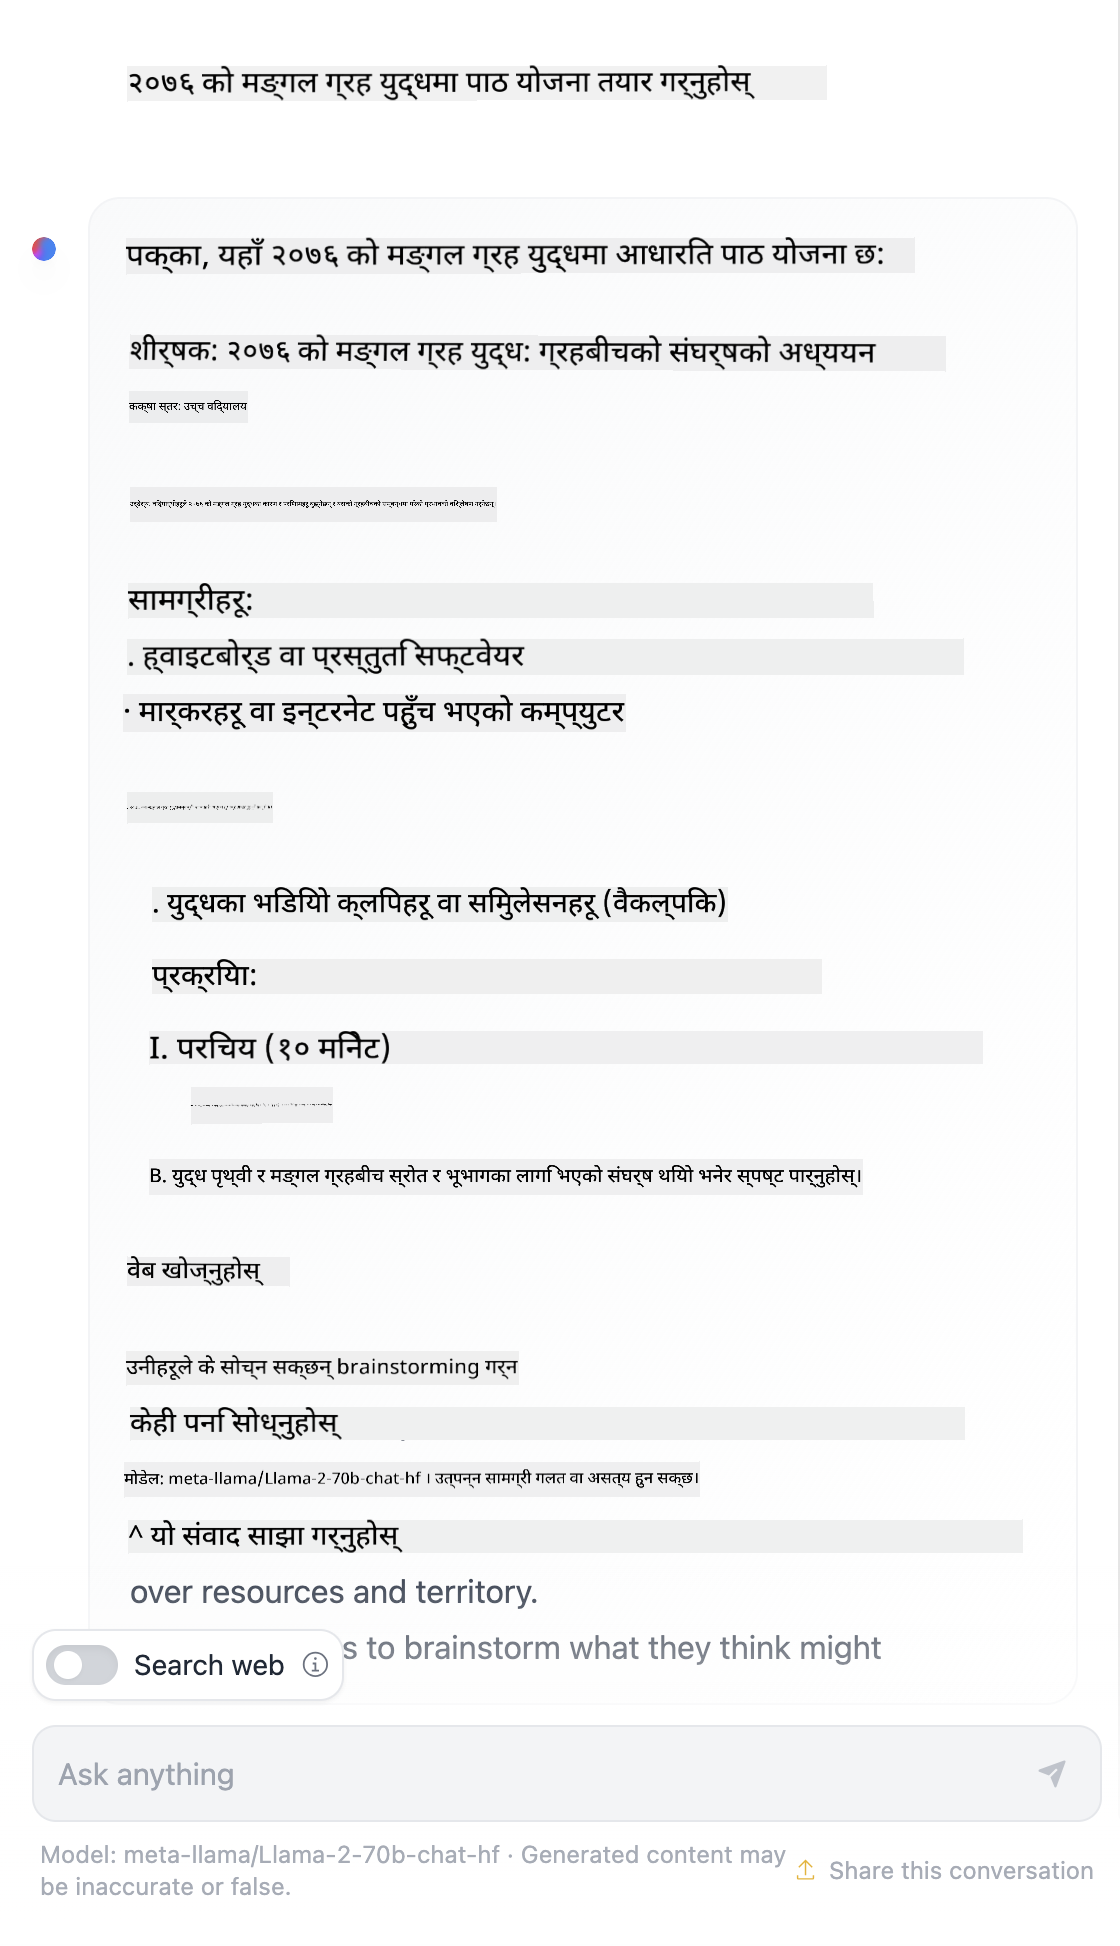 २०७६ को मङ्गल ग्रह युद्धमा पाठ योजना तयार गर्नुहोस्
पक्का, यहाँ २०७६ को मङ्गल ग्रह युद्धमा आधारित पाठ योजना छ:
शीर्षक: २०७६ को मङ्गल ग्रह युद्ध: ग्रहबीचको संघर्षको अध्ययन
कक्षा स्तर: उच्च विद्यालय
सामग्रीहरू:
. ह्वाइटबोर्ड वा प्रस्तुति सफ्टवेयर
· मार्करहरू वा इन्टरनेट पहुँच भएको कम्प्युटर
. युद्धका भिडियो क्लिपहरू वा सिमुलेसनहरू (वैकल्पिक)
प्रक्रिया:
I. परिचय (१० मिनेट)
B. युद्ध पृथ्वी र मङ्गल ग्रहबीच स्रोत र भूभागका लागि भएको संघर्ष थियो भनेर स्पष्ट पार्नुहोस्।
वेब खोज्नुहोस्
उनीहरूले के सोच्न सक्छन् brainstorming गर्न
केही पनि सोध्नुहोस्
मोडेल: meta-llama/Llama-2-70b-chat-hf । उत्पन्न सामग्री गलत वा असत्य हुन सक्छ।
^ यो संवाद साझा गर्नुहोस्
over resources and territory.
s to brainstorm what they think might
Search web
Ask anything
Model: meta-llama/Llama-2-70b-chat-hf · Generated content may
be inaccurate or false.
Share this conversation